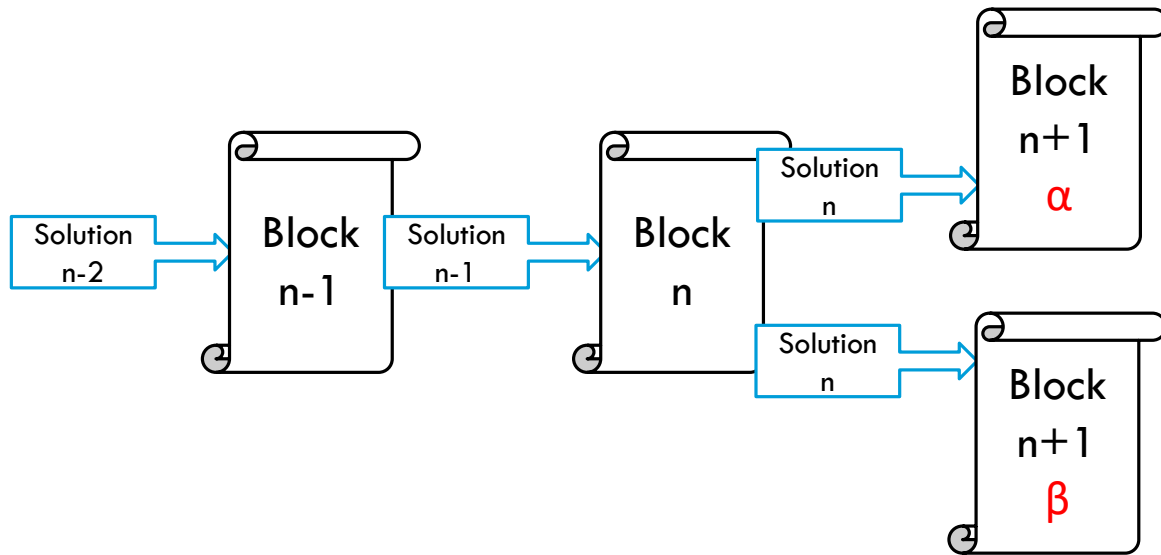 Solution
n-2
Block
n-1
Solution
n-1
Block
n
Solution
n
Block
n+1
α
Solution
n
Block
n+1
β